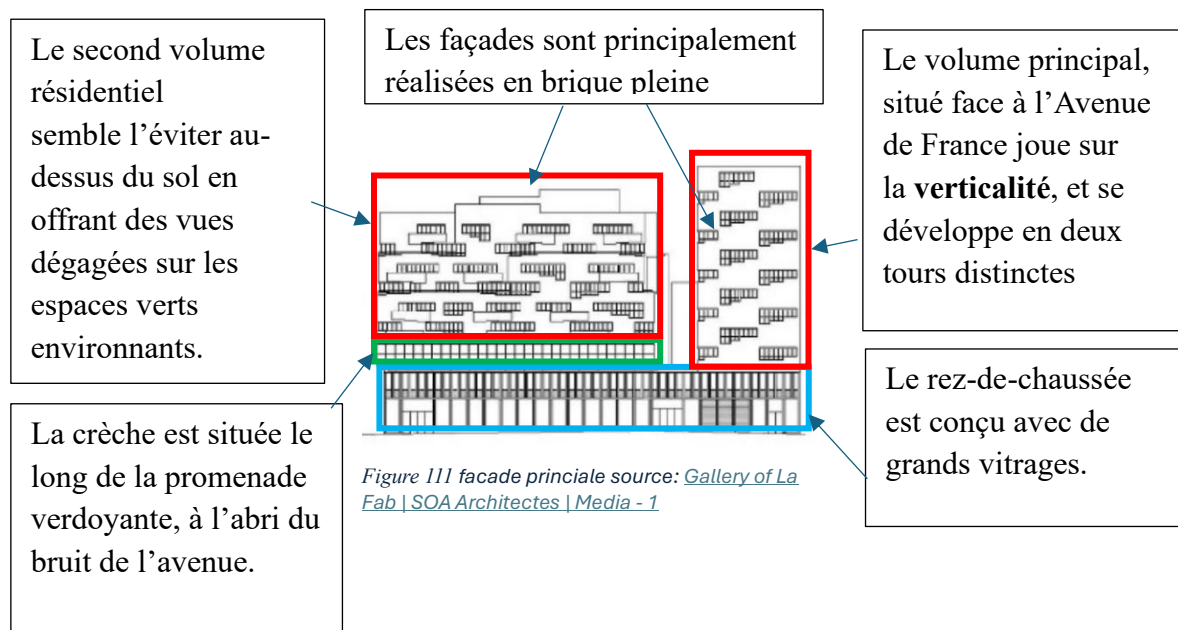 Le second volume
résidentiel
semble l’éviter au-
dessus du sol en
offrant des vues
dégagées sur les
espaces verts
environnants.
Les façades sont principalement
réalisées en brique pleine
Le volume principal,
situé face à l’Avenue
de France joue sur
la verticalité, et se
développe en deux
tours distinctes
La crèche est située le
long de la promenade
verdoyante, à l’abri du
bruit de l’avenue.
Le rez-de-chaussée
est conçu avec de
grands vitrages.
Figure III facade princiale source: Gallery of La
Fab | SOA Architectes | Media - 1